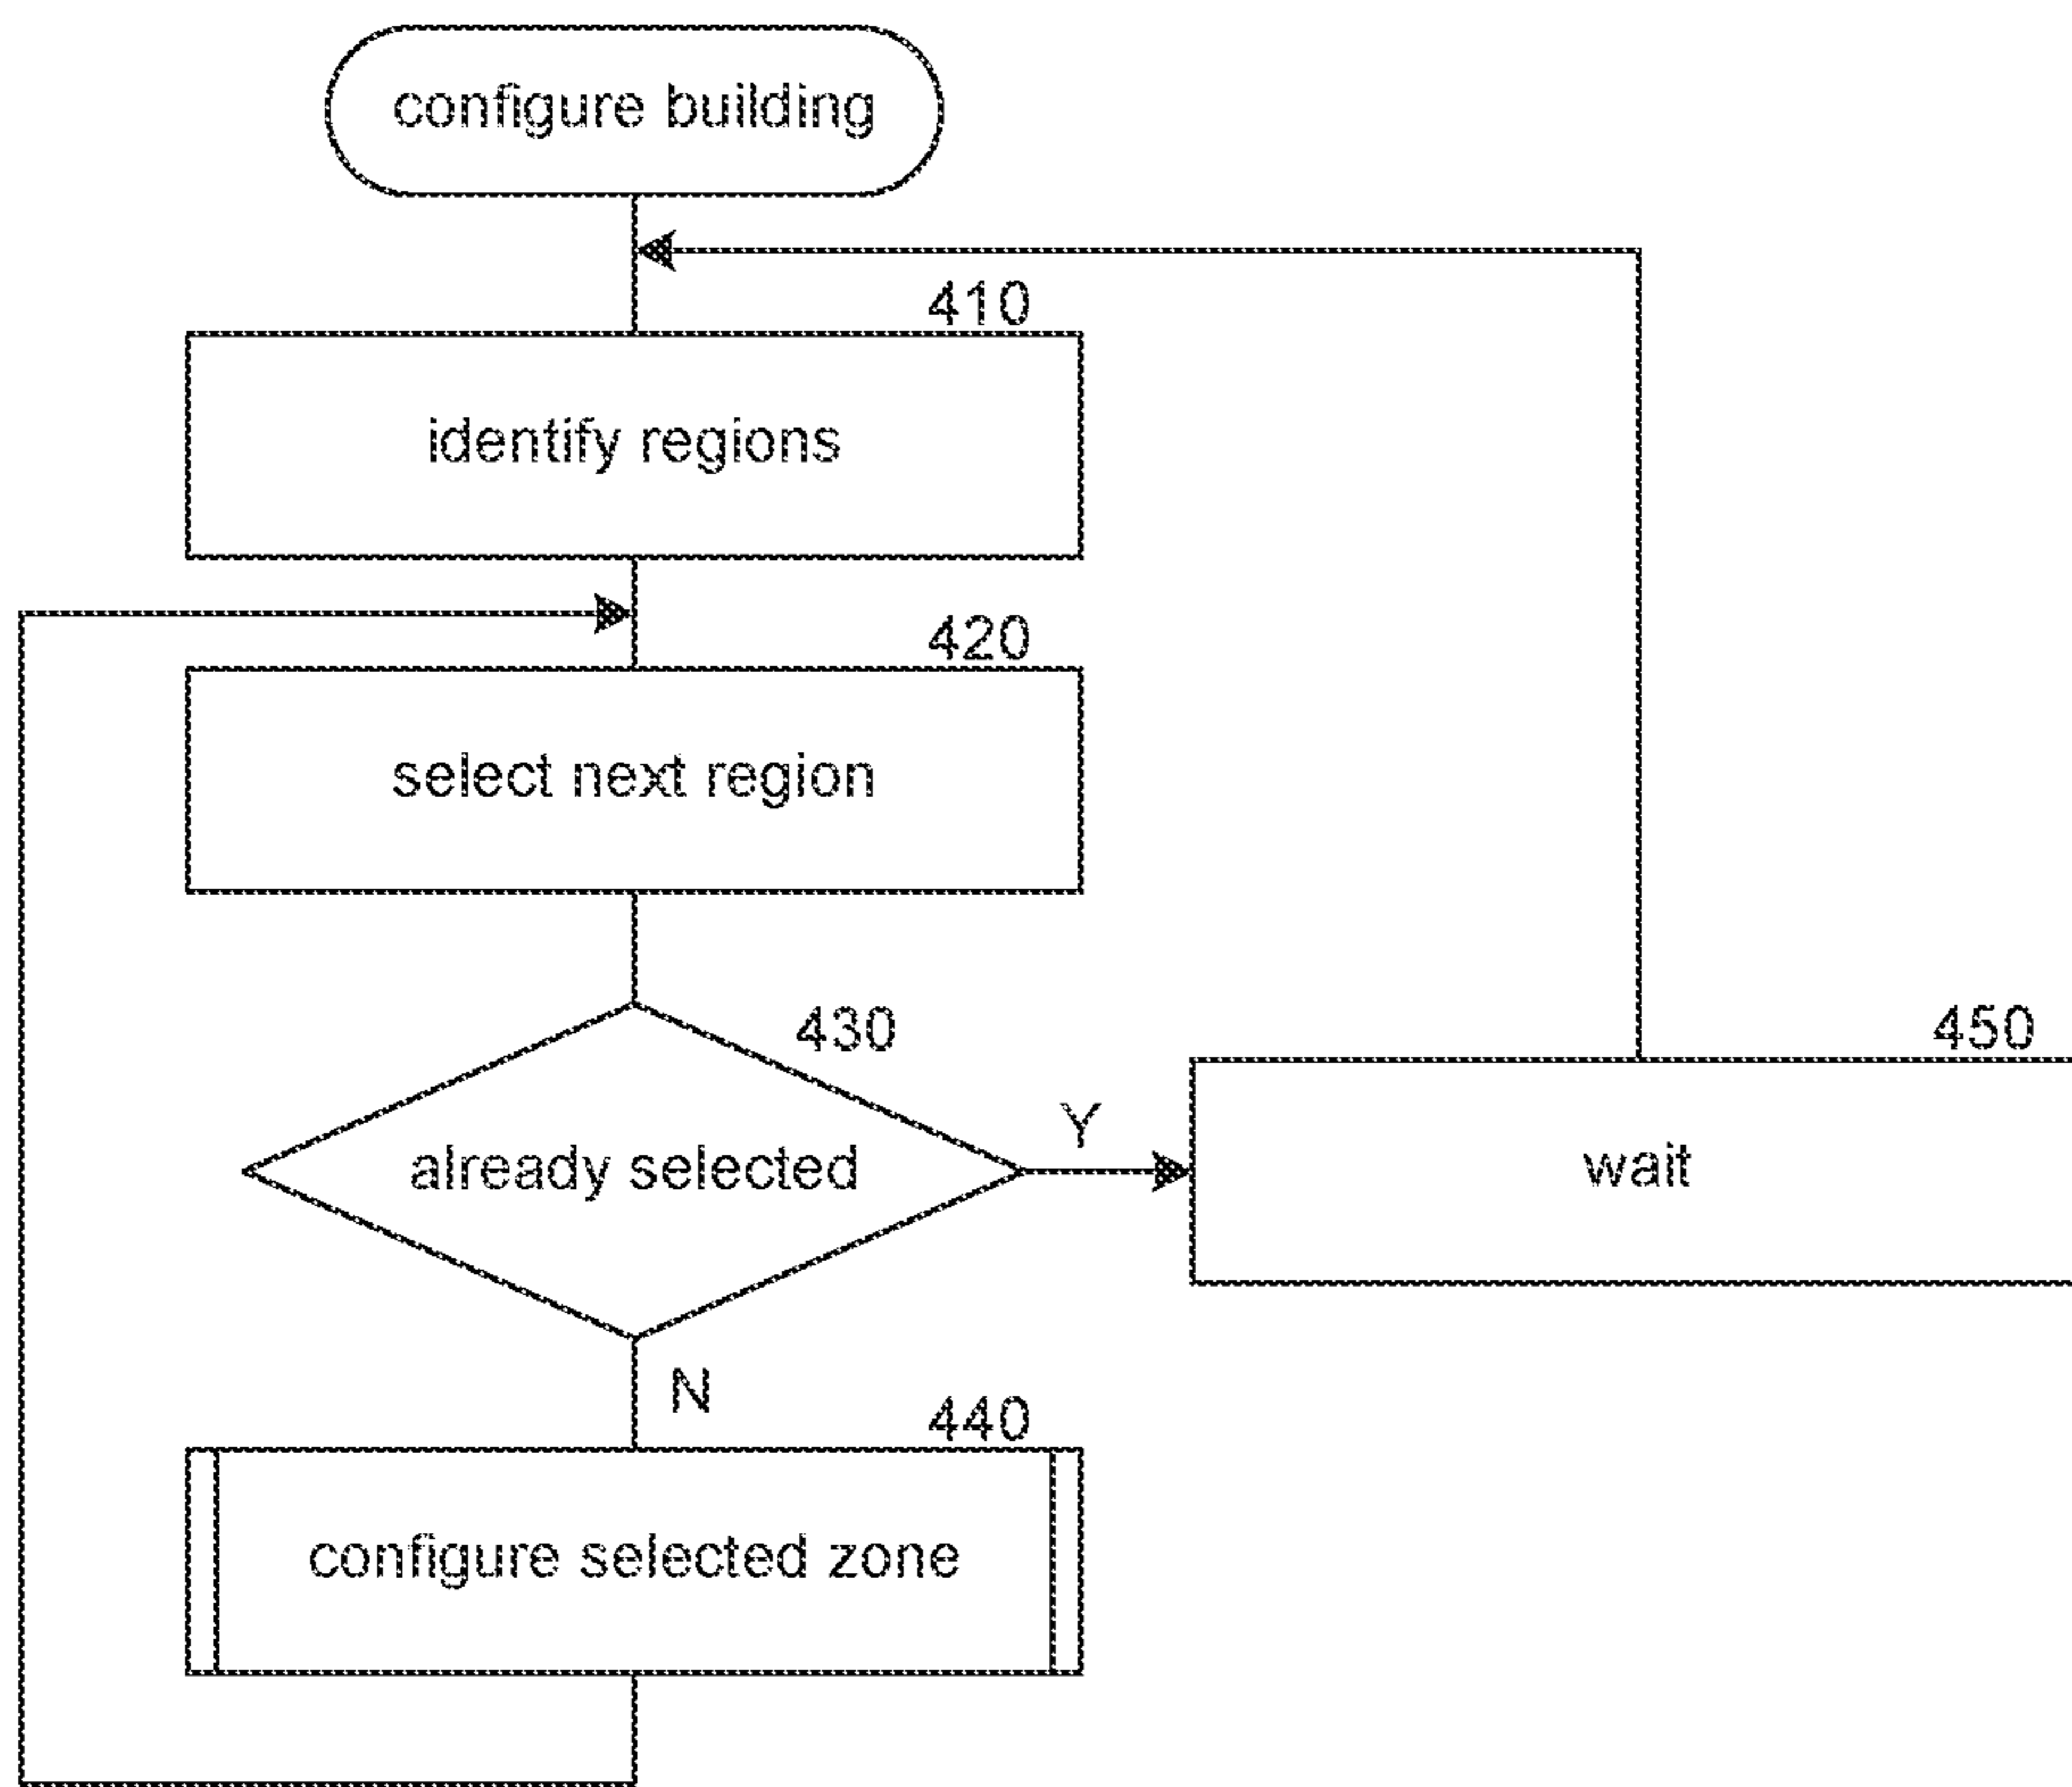 configure building
410
identify regions
420
select next region
430
already selected
Y
450
wait
N
440
configure selected zone